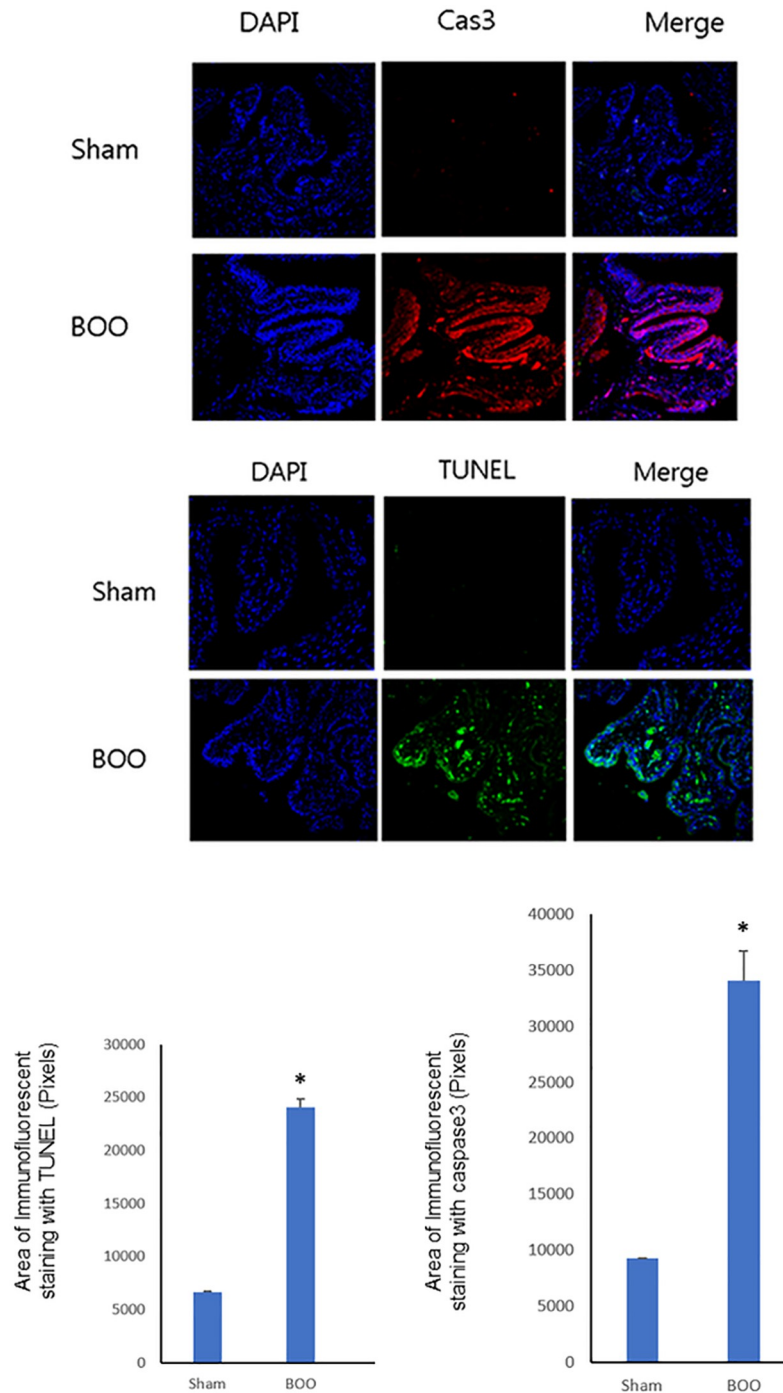 DAPI Cas3 Merge
Sham
BOO
DAPI TUNEL Merge
Sham
BOO
Area of Immunofluorescent
staining with TUNEL (Pixels)
30000
25000
20000
15000
10000
5000
0
*
Sham BOO
Area of Immunofluorescent
staining with caspase3 (Pixels)
40000
35000
30000
25000
20000
15000
10000
5000
0
*
Sham BOO